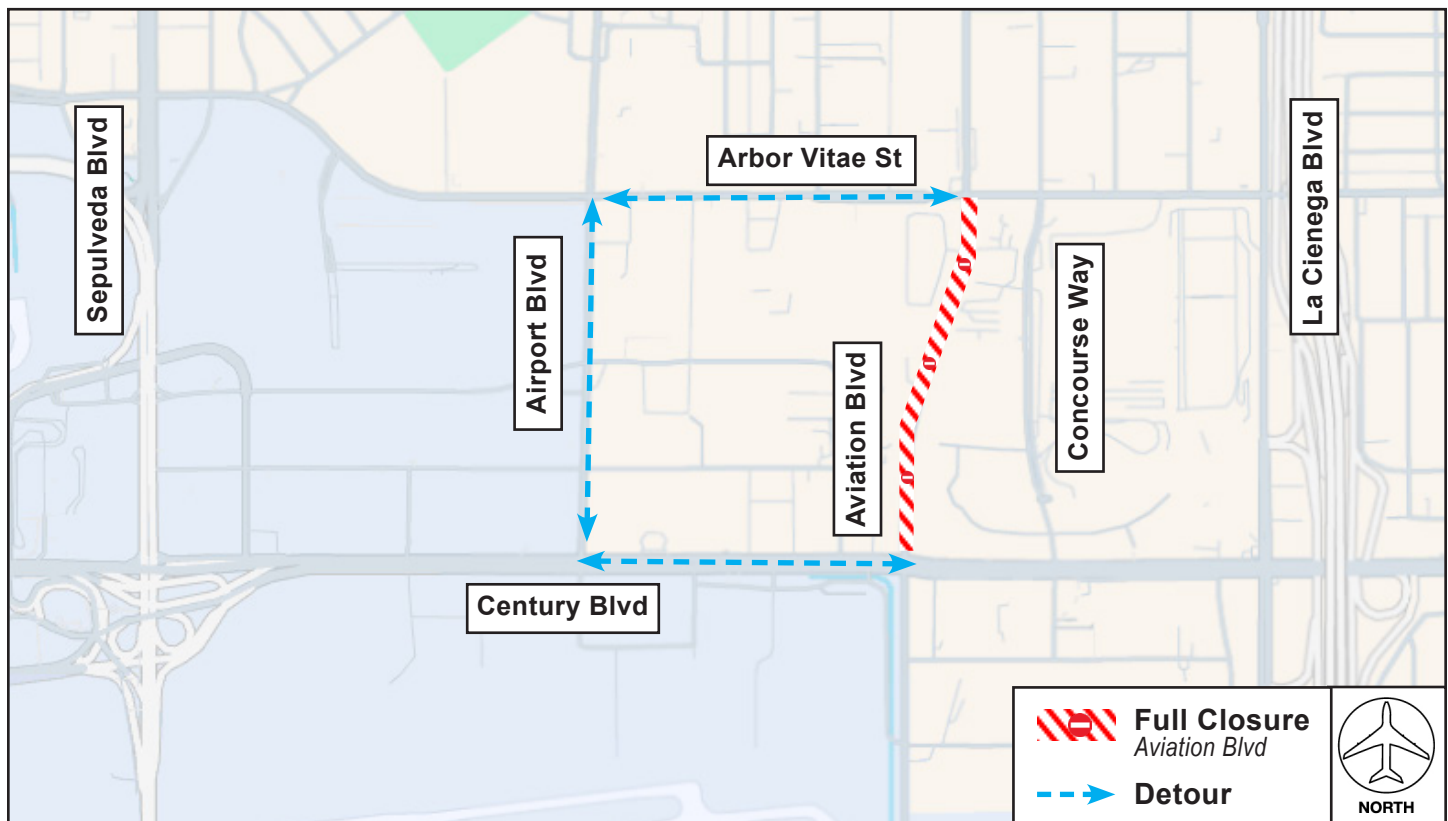 Sepulveda Blvd
Arbor Vitae St
Airport Blvd
Aviation Blvd
Concourse Way
La Cienega Blvd
Century Blvd
Full Closure
Aviation Blvd
Detour
NORTH